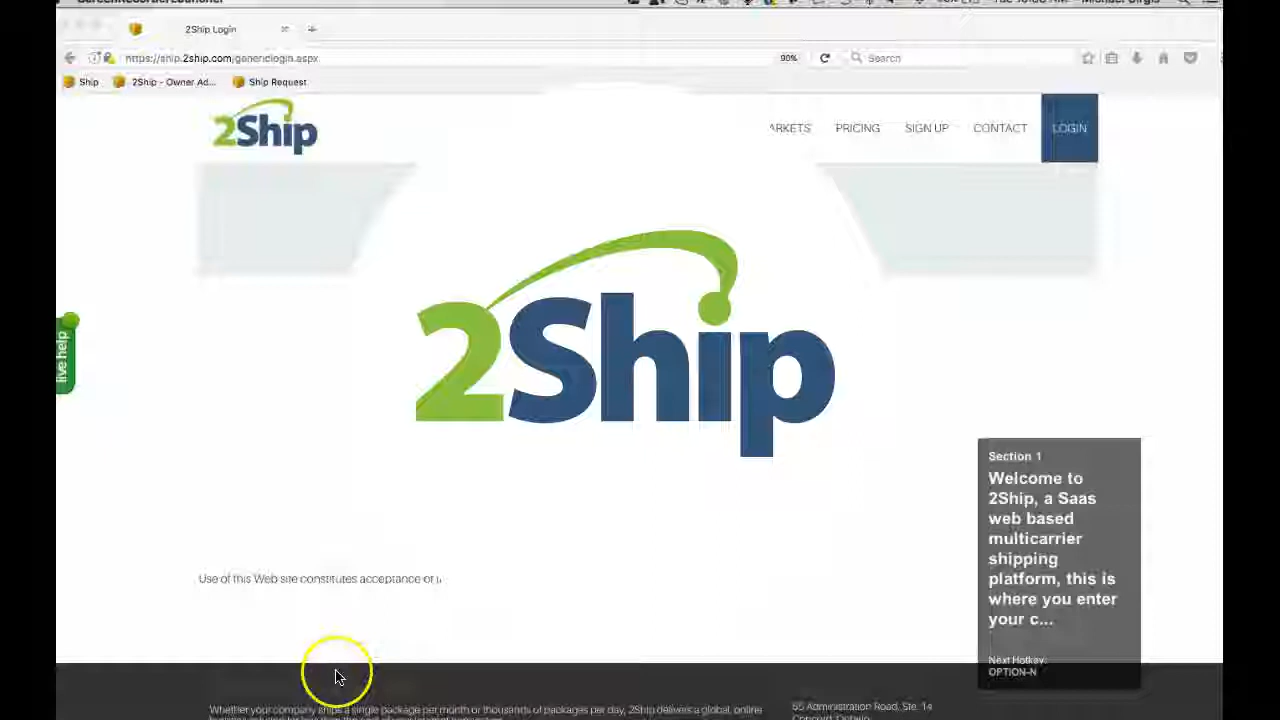 2Ship Login
https://ship.2ship.com/genericlogin.aspx
90%
Search
Ship
2Ship - Owner Ad...
Ship Request
2Ship
ARKETS
PRICING
SIGN UP
CONTACT
LOGIN
2Ship
live help
Section 1
Welcome to
2Ship, a Saas
web based
multicarrier
shipping
platform, this is
where you enter
your c...
Next Hotkey:
OPTION-N
Use of this Web site constitutes acceptance of
Whether your company ships a single package per month or thousands of packages per day, 2Ship delivers a global, online
55 Administration Road, Ste. 14
Concord, Ontario